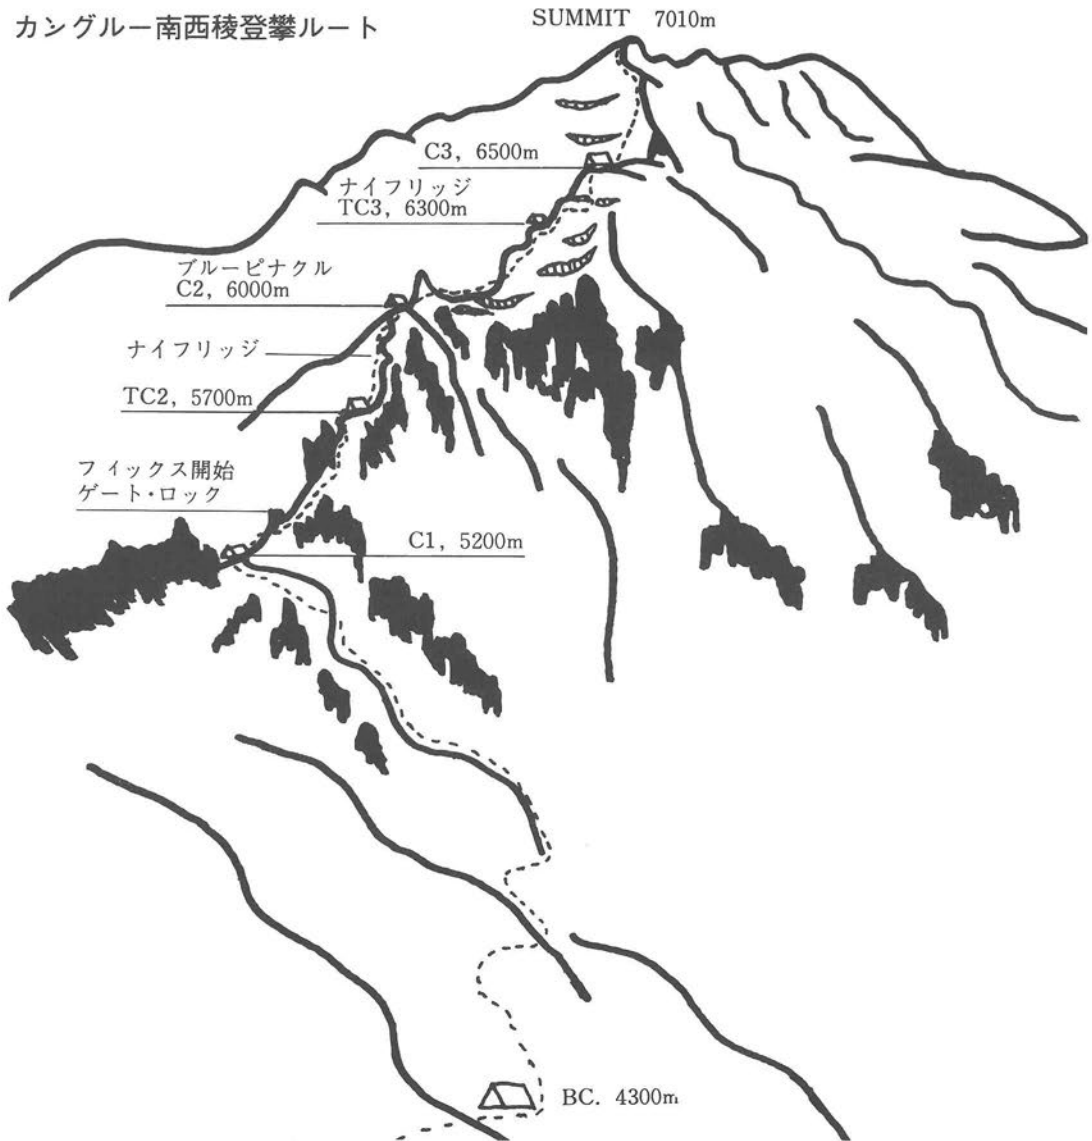 カングルー南西稜登攀ルート
SUMMIT 7010m
C3, 6500m
ナイフリッジ
TC3, 6300m
ブルーピナクル
C2, 6000m
ナイフリッジ
TC2, 5700m
フィックス開始
ゲート・ロック
C1, 5200m
BC. 4300m